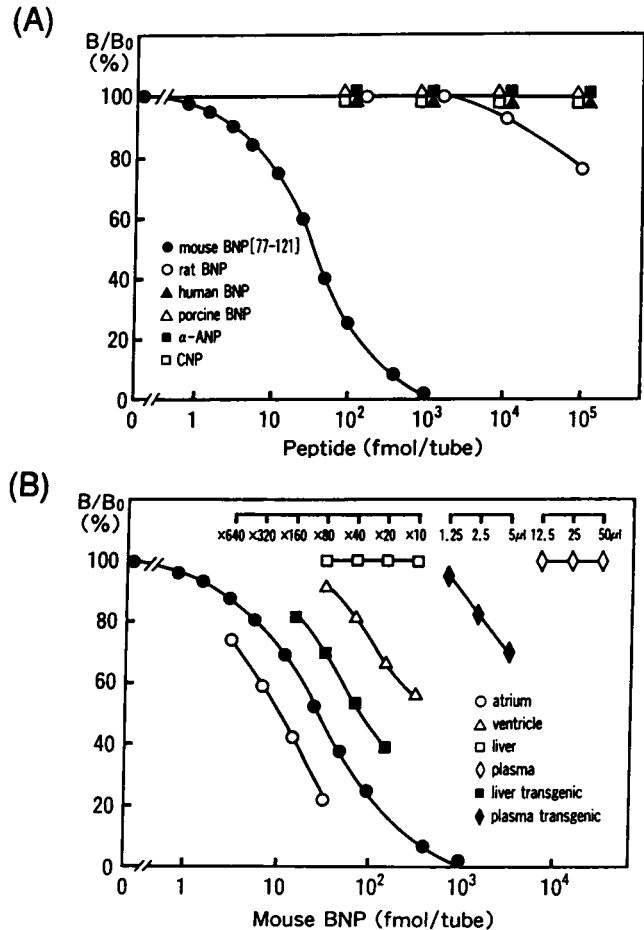 (A)
B/B₀
(%)
100
80
60
40
20
0
● mouse BNP[77-121]
○ rat BNP
▲ human BNP
△ porcine BNP
■ α-ANP
□ CNP
0 1 10 10² 10³ 10⁴ 10⁵
Peptide (fmol/tube)
(B)
B/B₀
(%)
×640 ×320 ×160 ×80 ×40 ×20 ×10 1.25 2.5 5μl 12.5 25 50μl
100
80
60
40
20
0
○ atrium
△ ventricle
□ liver
◇ plasma
■ liver transgenic
♦ plasma transgenic
0 1 10 10² 10³ 10⁴
Mouse BNP (fmol/tube)